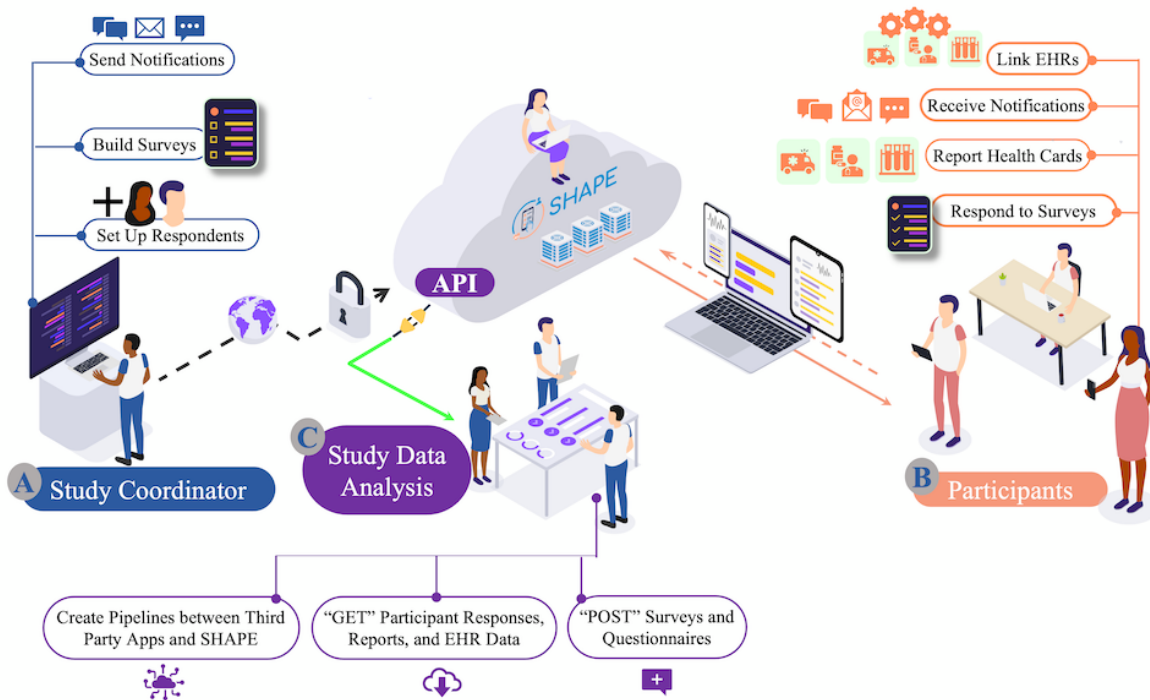 Send Notifications
Build Surveys
Set Up Respondents
A
Study Coordinator
SHAPE
API
C
Study Data
Analysis
Link EHRs
@
Receive Notifications
Report Health Cards
Respond to Surveys
B
Participants
Create Pipelines between Third
Party Apps and SHAPE
“GET” Participant Responses,
Reports, and EHR Data
“POST” Surveys and
Questionnaires